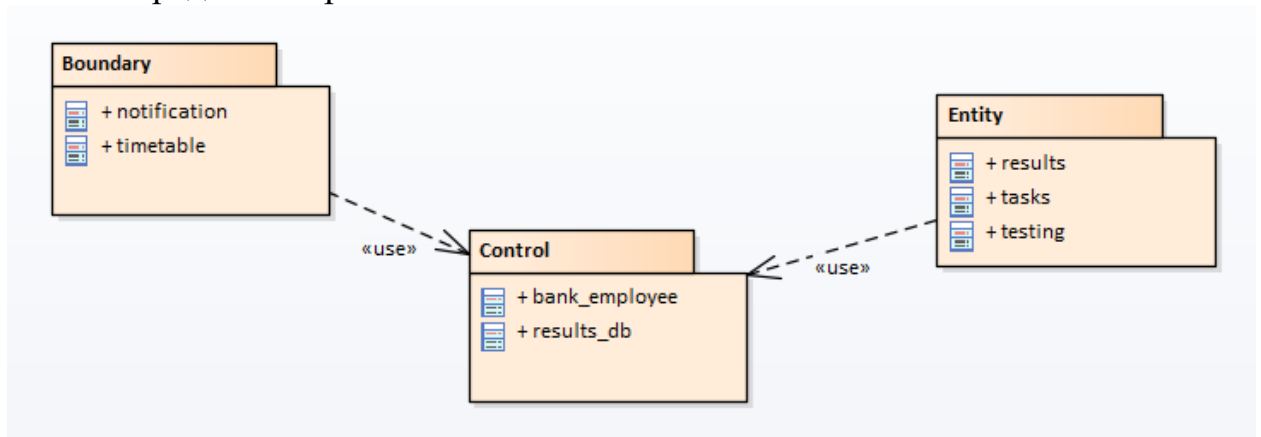 Boundary
+ notification
+ timetable
«use»
Control
+ bank_employee
+ results_db
«use»
Entity
+ results
+ tasks
+ testing